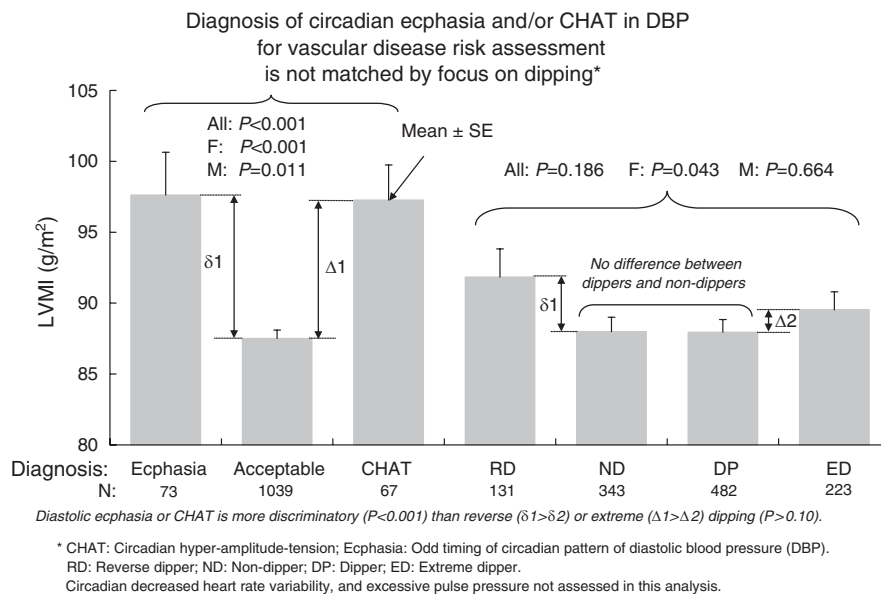 Diagnosis of circadian ecphasia and/or CHAT in DBP
for vascular disease risk assessment
is not matched by focus on dipping*
105
100
95
90
85
80
LVMI (g/m²)
All: P<0.001
F: P<0.001
M: P=0.011
Mean ± SE
All: P=0.186 F: P=0.043 M: P=0.664
δ1
Δ1
No difference between
dippers and non-dippers
δ1
Δ2
Diagnosis: Ecphasia Acceptable CHAT RD ND DP ED
N: 73 1039 67 131 343 482 223
Diastolic ecphasia or CHAT is more discriminatory (P<0.001) than reverse (δ1>δ2) or extreme (Δ1>Δ2) dipping (P>0.10).
* CHAT: Circadian hyper-amplitude-tension; Ecphasia: Odd timing of circadian pattern of diastolic blood pressure (DBP).
RD: Reverse dipper; ND: Non-dipper; DP: Dipper; ED: Extreme dipper.
Circadian decreased heart rate variability, and excessive pulse pressure not assessed in this analysis.